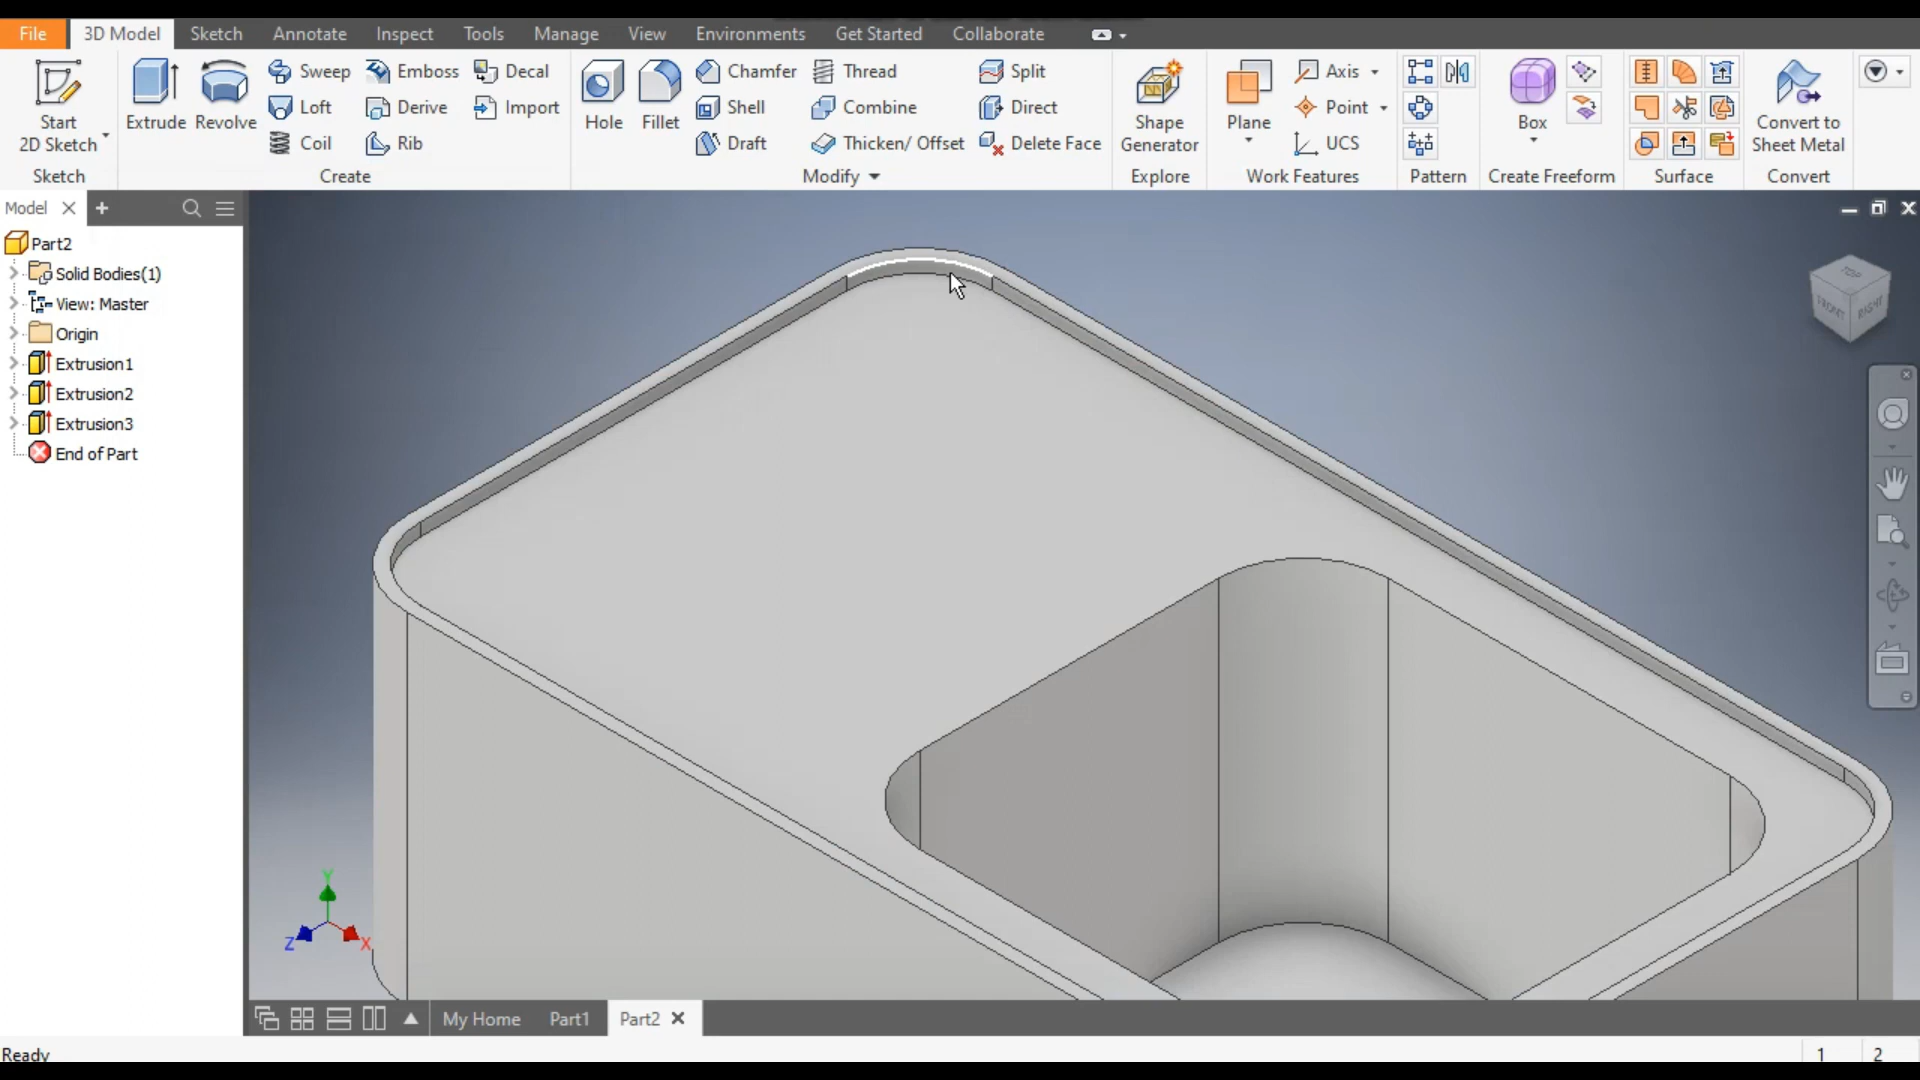 File 3D Model Sketch Annotate Inspect Tools Manage View Environments Get Started Collaborate
Start
2D Sketch
Sketch
Extrude
Revolve
Sweep
Loft
Coil
Emboss
Derive
Rib
Decal
Import
Create
Hole
Fillet
Chamfer
Shell
Draft
Thread
Combine
Thicken/ Offset
Split
Direct
Delete Face
Modify
Shape
Generator
Explore
Plane
Axis
Point
UCS
Work Features
Pattern
Box
Create Freeform
Surface
Convert to
Sheet Metal
Convert
Model
Part2
Solid Bodies(1)
View: Master
Origin
Extrusion1
Extrusion2
Extrusion3
End of Part
TOP
FRONT
RIGHT
Y
Z
X
My Home Part1 Part2
Ready
1 2